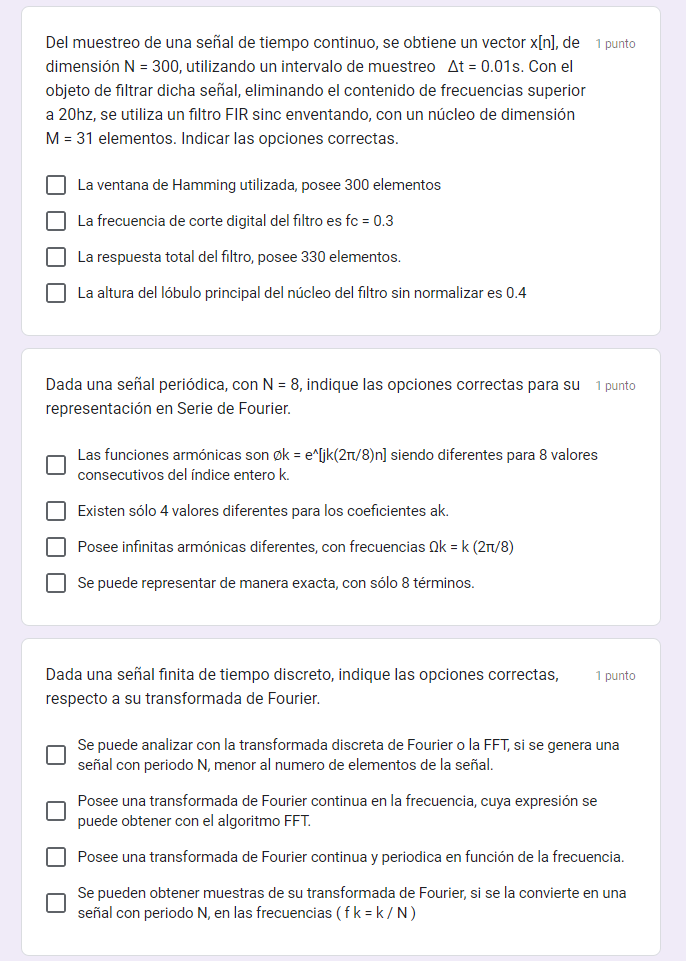 Del muestreo de una señal de tiempo continuo, se obtiene un vector x[n], de 1 punto
dimensión N = 300, utilizando un intervalo de muestreo Δt = 0.01s. Con el
objeto de filtrar dicha señal, eliminando el contenido de frecuencias superior
a 20hz, se utiliza un filtro FIR sinc enventando, con un núcleo de dimensión
M = 31 elementos. Indicar las opciones correctas.
La ventana de Hamming utilizada, posee 300 elementos
La frecuencia de corte digital del filtro es fc = 0.3
La respuesta total del filtro, posee 330 elementos.
La altura del lóbulo principal del núcleo del filtro sin normalizar es 0.4
Dada una señal periódica, con N = 8, indique las opciones correctas para su 1 punto
representación en Serie de Fourier.
Las funciones armónicas son øk = e^[jk(2π/8)n] siendo diferentes para 8 valores
consecutivos del índice entero k.
Existen sólo 4 valores diferentes para los coeficientes ak.
Posee infinitas armónicas diferentes, con frecuencias Ωk = k (2π/8)
Se puede representar de manera exacta, con sólo 8 términos.
Dada una señal finita de tiempo discreto, indique las opciones correctas, 1 punto
respecto a su transformada de Fourier.
Se puede analizar con la transformada discreta de Fourier o la FFT, si se genera una
señal con periodo N, menor al numero de elementos de la señal.
Posee una transformada de Fourier continua en la frecuencia, cuya expresión se
puede obtener con el algoritmo FFT.
Posee una transformada de Fourier continua y periodica en función de la frecuencia.
Se pueden obtener muestras de su transformada de Fourier, si se la convierte en una
señal con periodo N, en las frecuencias ( f k = k / N )